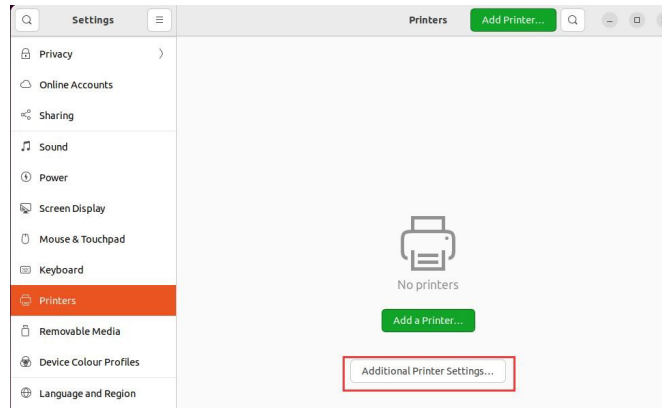 Settings
Printers
Add Printer...
Privacy
Online Accounts
Sharing
Sound
Power
Screen Display
Mouse & Touchpad
Keyboard
Printers
Removable Media
Device Colour Profiles
Language and Region
No printers
Add a Printer...
Additional Printer Settings...